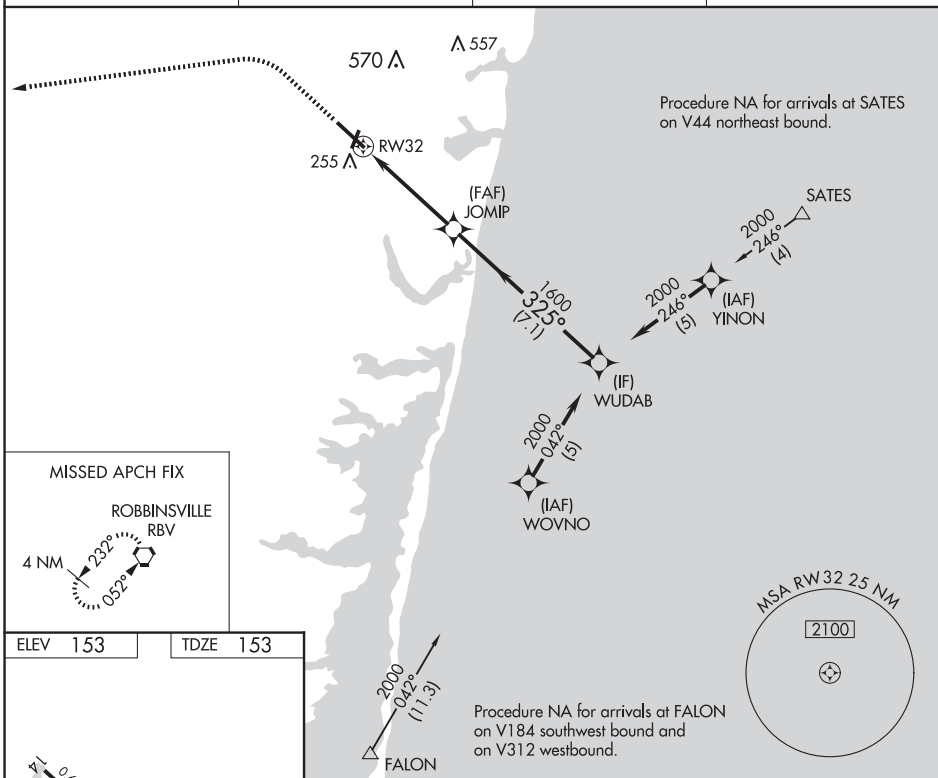 570
557
Procedure NA for arrivals at SATES
on V44 northeast bound.
RW32
255
(FAF)
JOMIP
SATES
2000
246°
(4)
2000
246°
(5)
(IAF)
YINON
1600
325°
(7.1)
(IF)
WUDAB
2000
042°
(5)
(IAF)
WOVNO
MISSED APCH FIX
ROBBINSVILLE
RBV
4 NM
232°
052°
MSA RW32 25 NM
2100
ELEV 153
TDZE 153
2000
042°
(11.3)
FALON
Procedure NA for arrivals at FALON
on V184 southwest bound and
on V312 westbound.
14